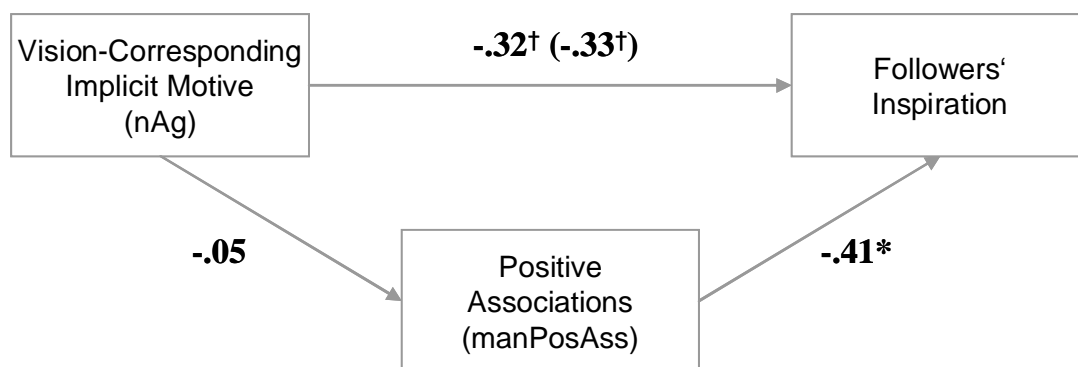 Vision-Corresponding
Implicit Motive
(nAg)
-.32† (-.33†)
Followers‘
Inspiration
-.05
-.41*
Positive
Associations
(manPosAss)